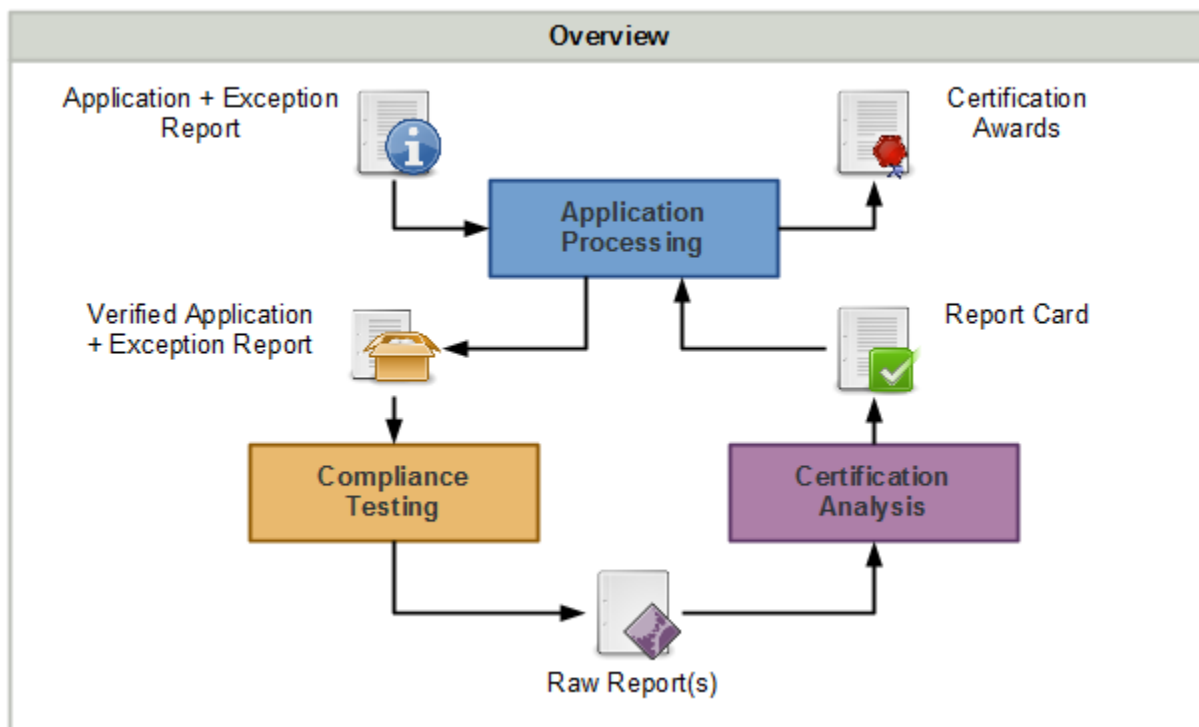 Overview
Application + Exception
Report
Certification
Awards
Application
Processing
Verified Application
+ Exception Report
Report Card
Compliance
Testing
Certification
Analysis
Raw Report(s)